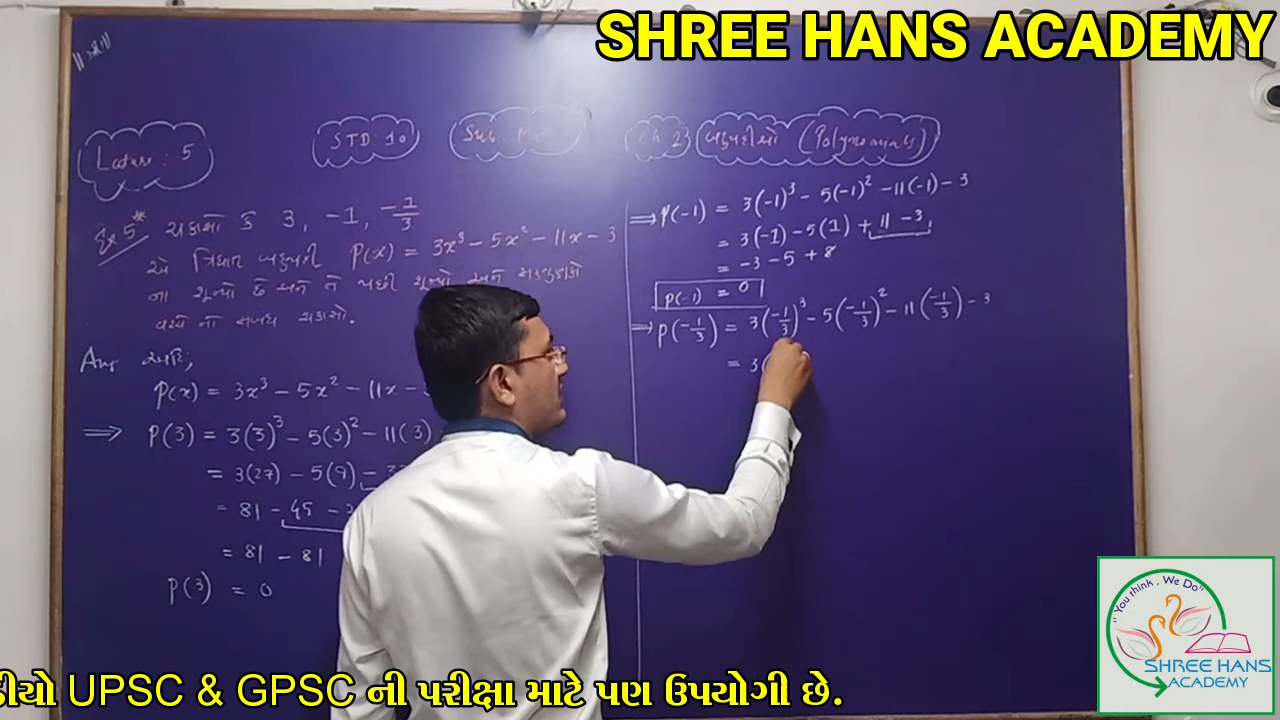 SHREE HANS ACADEMY
Lecture : 5
STD 10
Sub.
Ch 2
બહુપદીઓ (Polynomials)
Ex 5* ચકાસો કે 3, -1, -1/3
એ ત્રિઘાત બહુપદી P(x) = 3x³ - 5x² - 11x - 3
ના શૂન્યો છે અને તે પછી શૂન્યો અને
ચકાસો.
Ans
p(x) = 3x³ - 5x² - 11x -
⇒ P(3) = 3(3)³ - 5(3)² - 11(3)
= 3(27) - 5(9) -
= 81 - 45 -
= 81 - 81
P(3) = 0
⇒ P(-1) = 3(-1)³ - 5(-1)² - 11(-1) - 3
= 3(-1) - 5(1) + 11 - 3
= -3 - 5 + 8
P(-1) = 0
⇒ P(-1/3) = 3(-1/3)³ - 5(-1/3)² - 11(-1/3) - 3
= 3(
"You think, We Do"
SHREE HANS
ACADEMY
UPSC & GPSC ની પરીક્ષા માટે પણ ઉપયોગી છે.